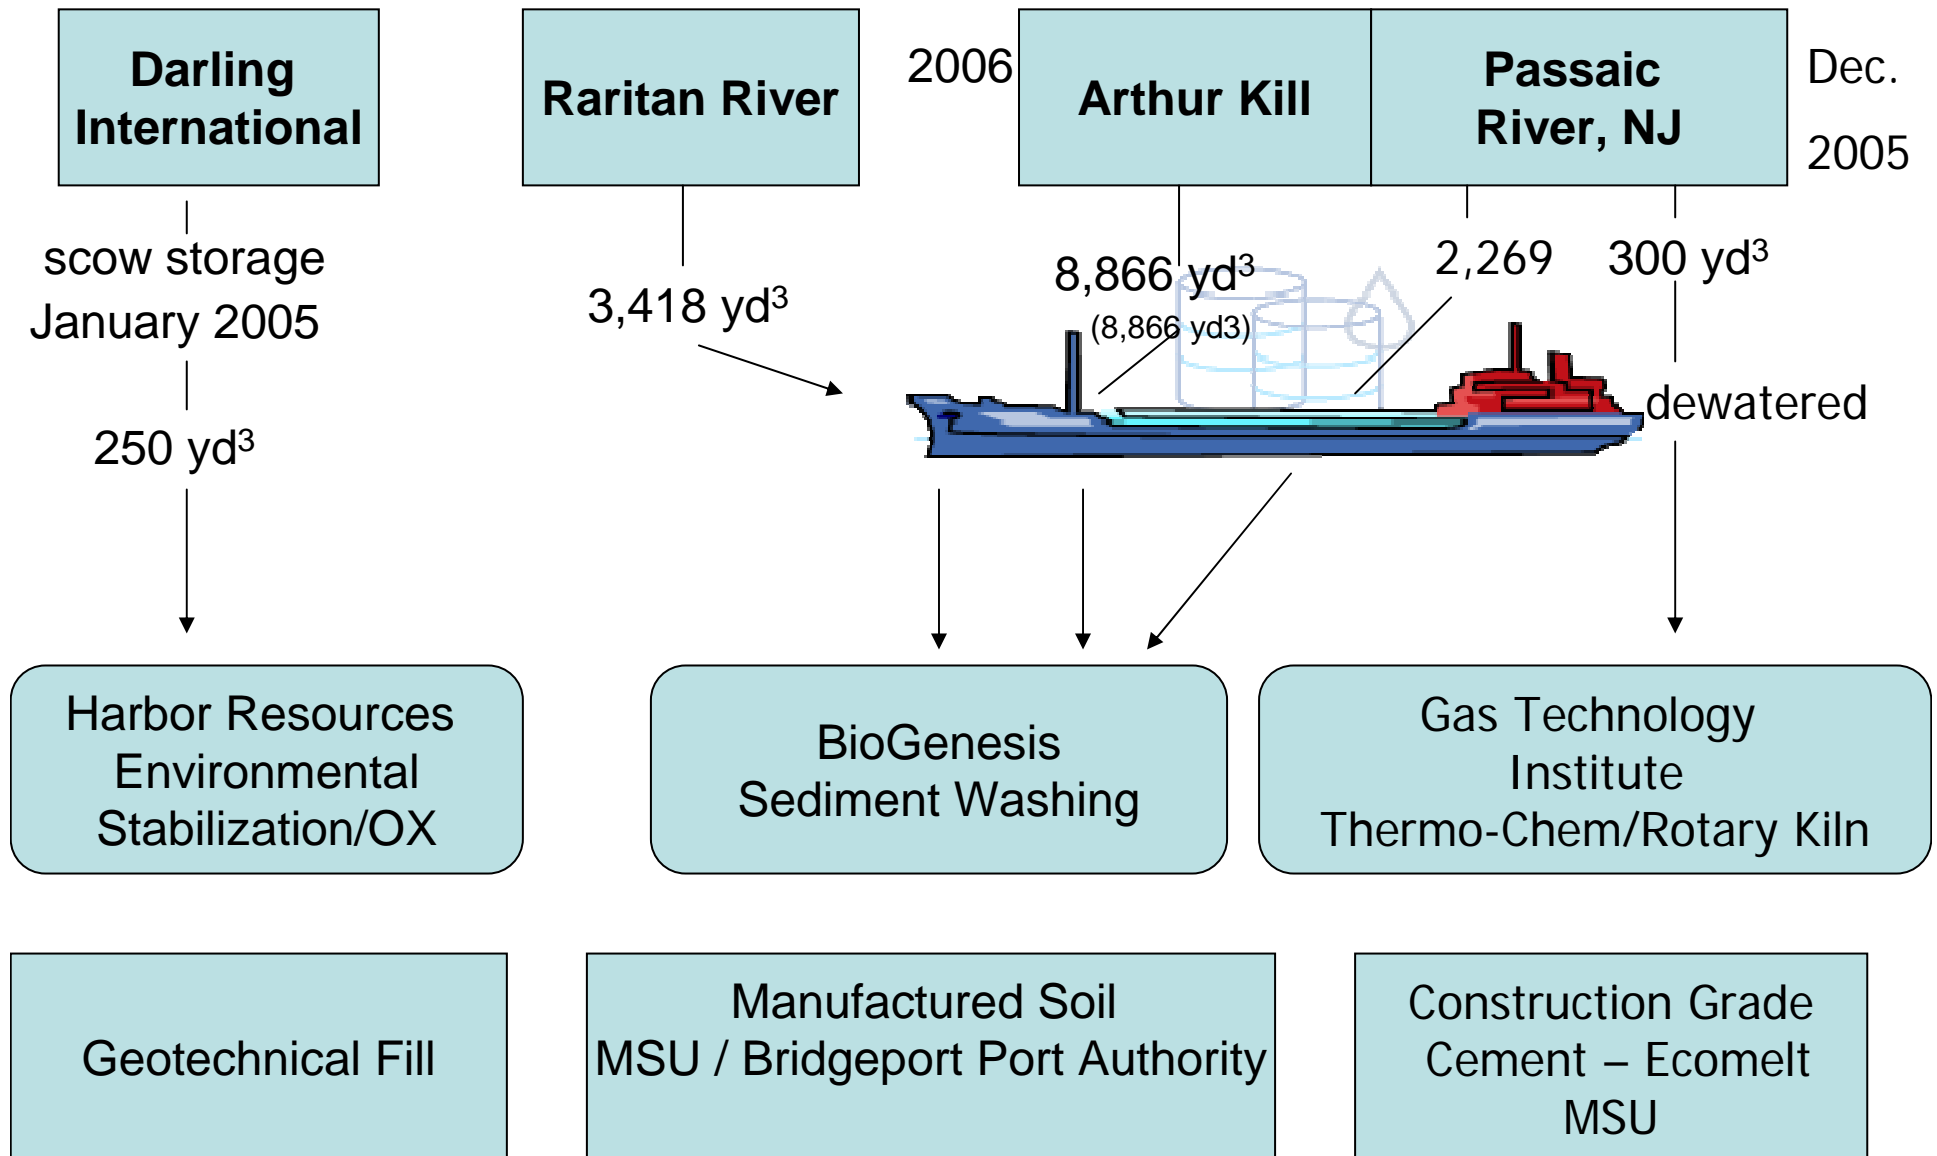 Darling
International
Raritan River
2006
Arthur Kill
Passaic
River, NJ
Dec.
2005
scow storage
January 2005
250 yd³
3,418 yd³
8,866 yd³
(8,866 yd3)
2,269
300 yd³
dewatered
Harbor Resources
Environmental
Stabilization/OX
BioGenesis
Sediment Washing
Gas Technology
Institute
Thermo-Chem/Rotary Kiln
Geotechnical Fill
Manufactured Soil
MSU / Bridgeport Port Authority
Construction Grade
Cement – Ecomelt
MSU